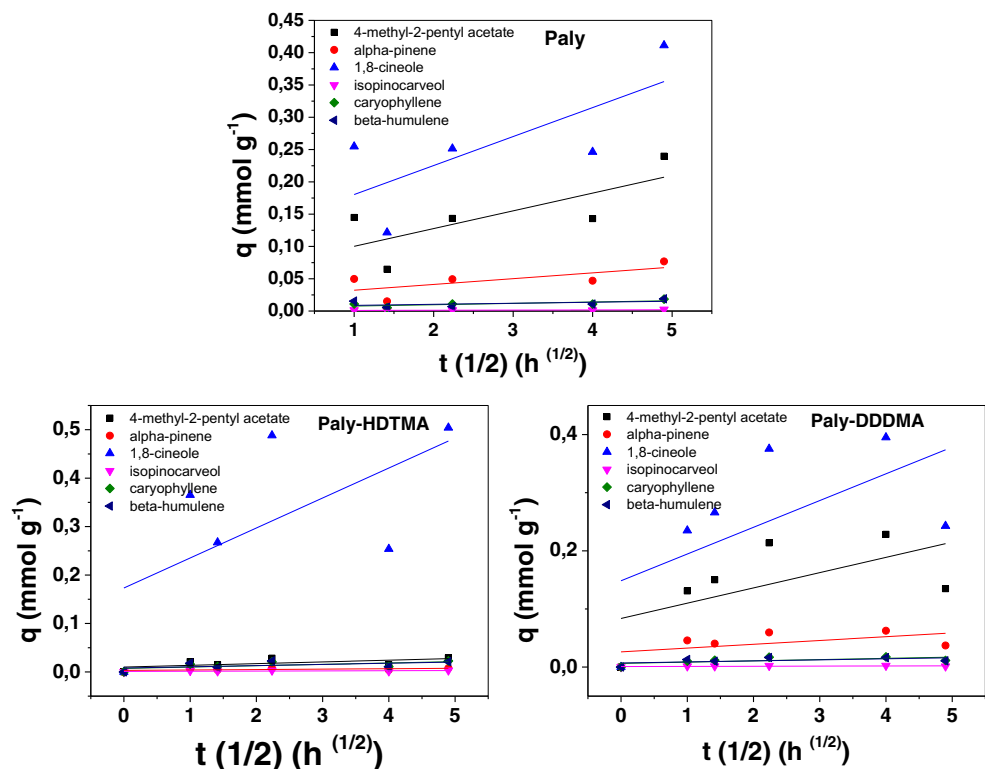 0,45
0,40
0,35
0,30
0,25
0,20
0,15
0,10
0,05
0,00
q (mmol g-1)
4-methyl-2-pentyl acetate
alpha-pinene
1,8-cineole
isopinocarveol
caryophyllene
beta-humulene
Paly
1 2 3 4 5
t (1/2) (h (1/2))
0,5
0,4
0,3
0,2
0,1
0,0
q (mmol g-1)
4-methyl-2-pentyl acetate
alpha-pinene
1,8-cineole
isopinocarveol
caryophyllene
beta-humulene
Paly-HDTMA
0 1 2 3 4 5
t (1/2) (h (1/2))
0,4
0,2
0,0
q (mmol g-1)
4-methyl-2-pentyl acetate
alpha-pinene
1,8-cineole
isopinocarveol
caryophyllene
beta-humulene
Paly-DDDMA
0 1 2 3 4 5
t (1/2) (h (1/2))